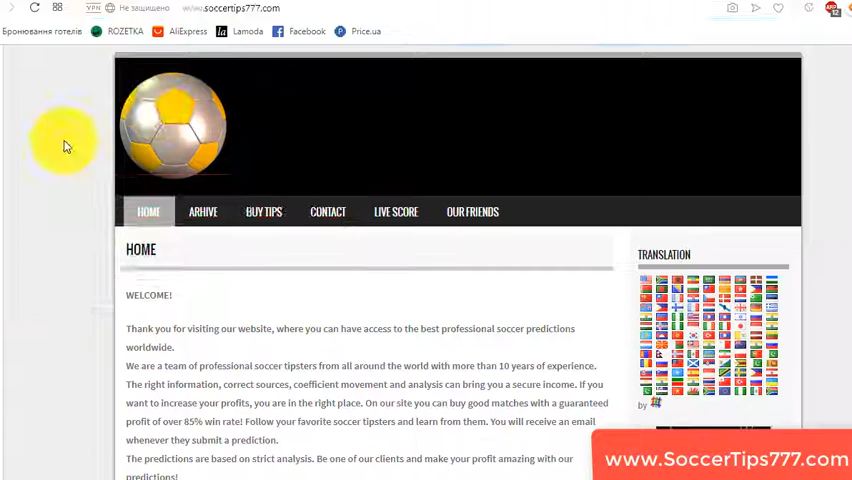 VPN Не защищено www.soccertips777.com
Бронювання готелів ROZETKA AliExpress la Lamoda Facebook P Price.ua
HOME ARHIVE BUY TIPS CONTACT LIVE SCORE OUR FRIENDS
HOME
WELCOME!
Thank you for visiting our website, where you can have access to the best professional soccer predictions
worldwide.
We are a team of professional soccer tipsters from all around the world with more than 10 years of experience.
The right information, correct sources, coefficient movement and analysis can bring you a secure income. If you
want to increase your profits, you are in the right place. On our site you can buy good matches with a guaranteed
profit of over 85% win rate! Follow your favorite soccer tipsters and learn from them. You will receive an email
whenever they submit a prediction.
The predictions are based on strict analysis. Be one of our clients and make your profit amazing with our
predictions!
TRANSLATION
by
www.SoccerTips777.com